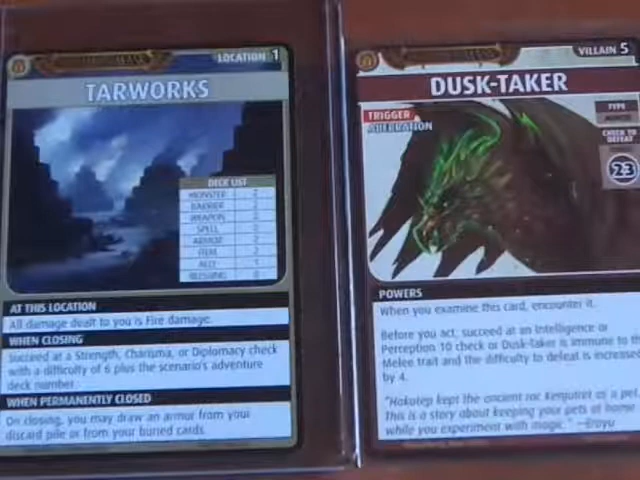 LOCATION 1
TARWORKS
DECK LIST
MONSTER 2
BARRIER
WEAPON
SPELL
ARMOR 2
ITEM 2
ALLY 1
BLESSING
AT THIS LOCATION
All damage dealt to you is Fire damage.
WHEN CLOSING
Succeed at a Strength, Charisma, or Diplomacy check
with a difficulty of 6 plus the scenario's adventure
deck number.
WHEN PERMANENTLY CLOSED
On closing, you may draw an armor from your
discard pile or from your buried cards.
VILLAIN 5
DUSK-TAKER
TRIGGER
ABERRATION
TYPE
CHECK TO
DEFEAT
23
POWERS
When you examine this card, encounter it.
Before you act, succeed at an Intelligence or
Perception 10 check or Dusk-Taker is immune to the
Melee trait and the difficulty to defeat is increased
by 4.
"Hakotep kept the ancient roc Kenjutret as a pet.
This is a story about keeping your pets at home
while you experiment with magic." —